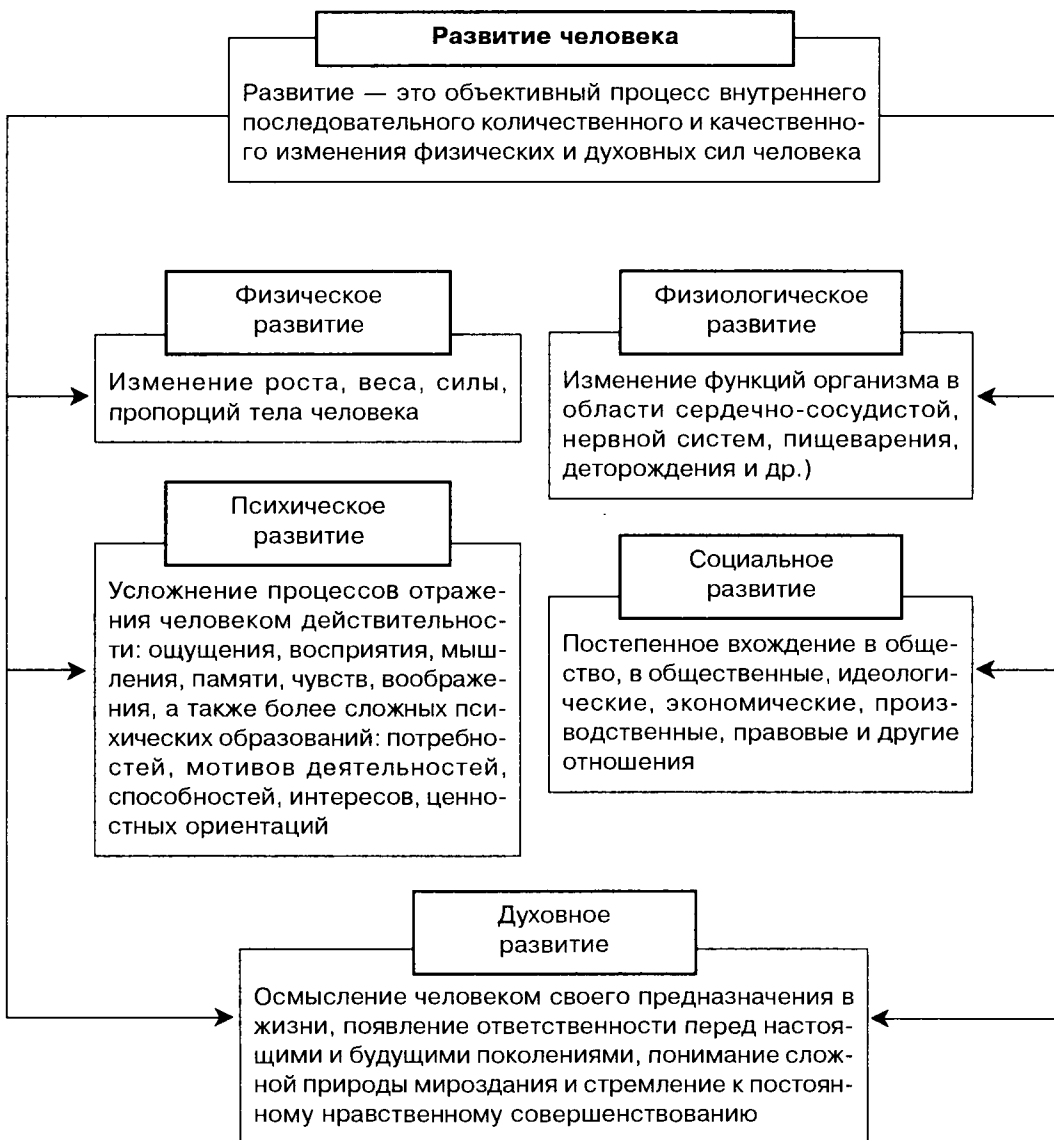 Развитие человека
Развитие — это объективный процесс внутреннего
последовательного количественного и качественно-
го изменения физических и духовных сил человека
Физическое
развитие
Изменение роста, веса, силы,
пропорций тела человека
Физиологическое
развитие
Изменение функций организма в
области сердечно-сосудистой,
нервной систем, пищеварения,
деторождения и др.)
Психическое
развитие
Усложнение процессов отраже-
ния человеком действительнос-
ти: ощущения, восприятия, мыш-
ления, памяти, чувств, воображе-
ния, а также более сложных пси-
хических образований: потребно-
стей, мотивов деятельностей,
способностей, интересов, ценно-
стных ориентаций
Социальное
развитие
Постепенное вхождение в обще-
ство, в общественные, идеологи-
ческие, экономические, произ-
водственные, правовые и другие
отношения
Духовное
развитие
Осмысление человеком своего предназначения в
жизни, появление ответственности перед настоя-
щими и будущими поколениями, понимание слож-
ной природы мироздания и стремление к постоян-
ному нравственному совершенствованию